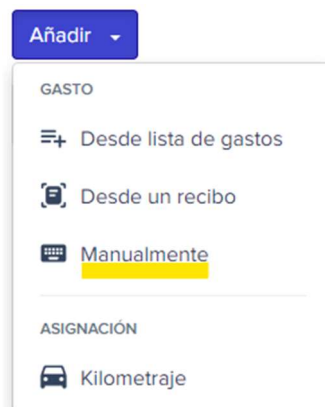 Añadir
GASTO
Desde lista de gastos
Desde un recibo
Manualmente
ASIGNACIÓN
Kilometraje